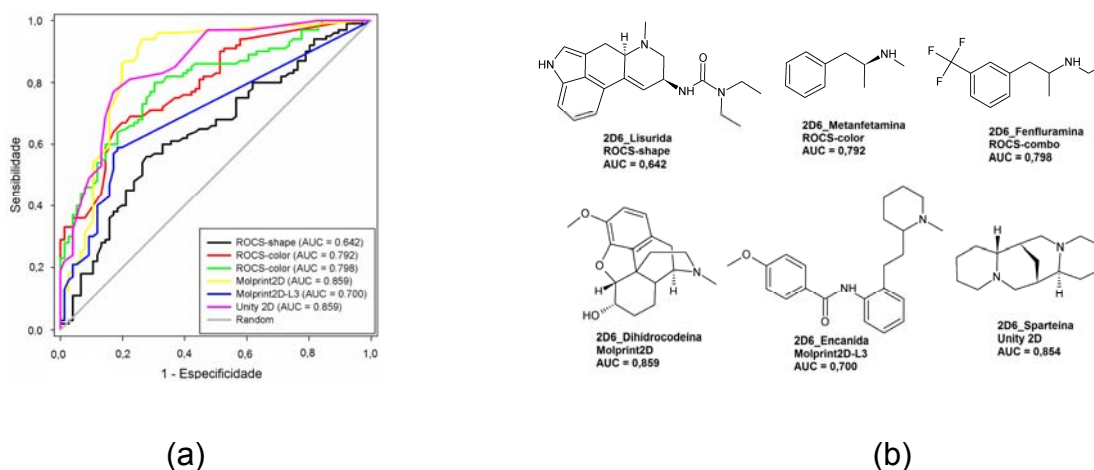 Sensibilidade
1,0
0,8
0,6
0,4
0,2
0,0
ROCS-shape (AUC = 0.642)
ROCS-color (AUC = 0.792)
ROCS-color (AUC = 0.798)
Molprint2D (AUC = 0.859)
Molprint2D-L3 (AUC = 0.700)
Unity 2D (AUC = 0.859)
Random
0,0 0,2 0,4 0,6 0,8 1,0
1 - Especificidade
HN
H
N
O
NH
N
2D6_Lisurida
ROCS-shape
AUC = 0,642
HN
2D6_Metanfetamina
ROCS-color
AUC = 0,792
F
F
F
HN
2D6_Fenfluramina
ROCS-combo
AUC = 0,798
O
O
N
H
H
HO
2D6_Dihidrocodeina
Molprint2D
AUC = 0,859
N
O
NH
O
2D6_Encanida
Molprint2D-L3
AUC = 0,700
H
N
N
H
2D6_Sparteina
Unity 2D
AUC = 0,854
(a)
(b)